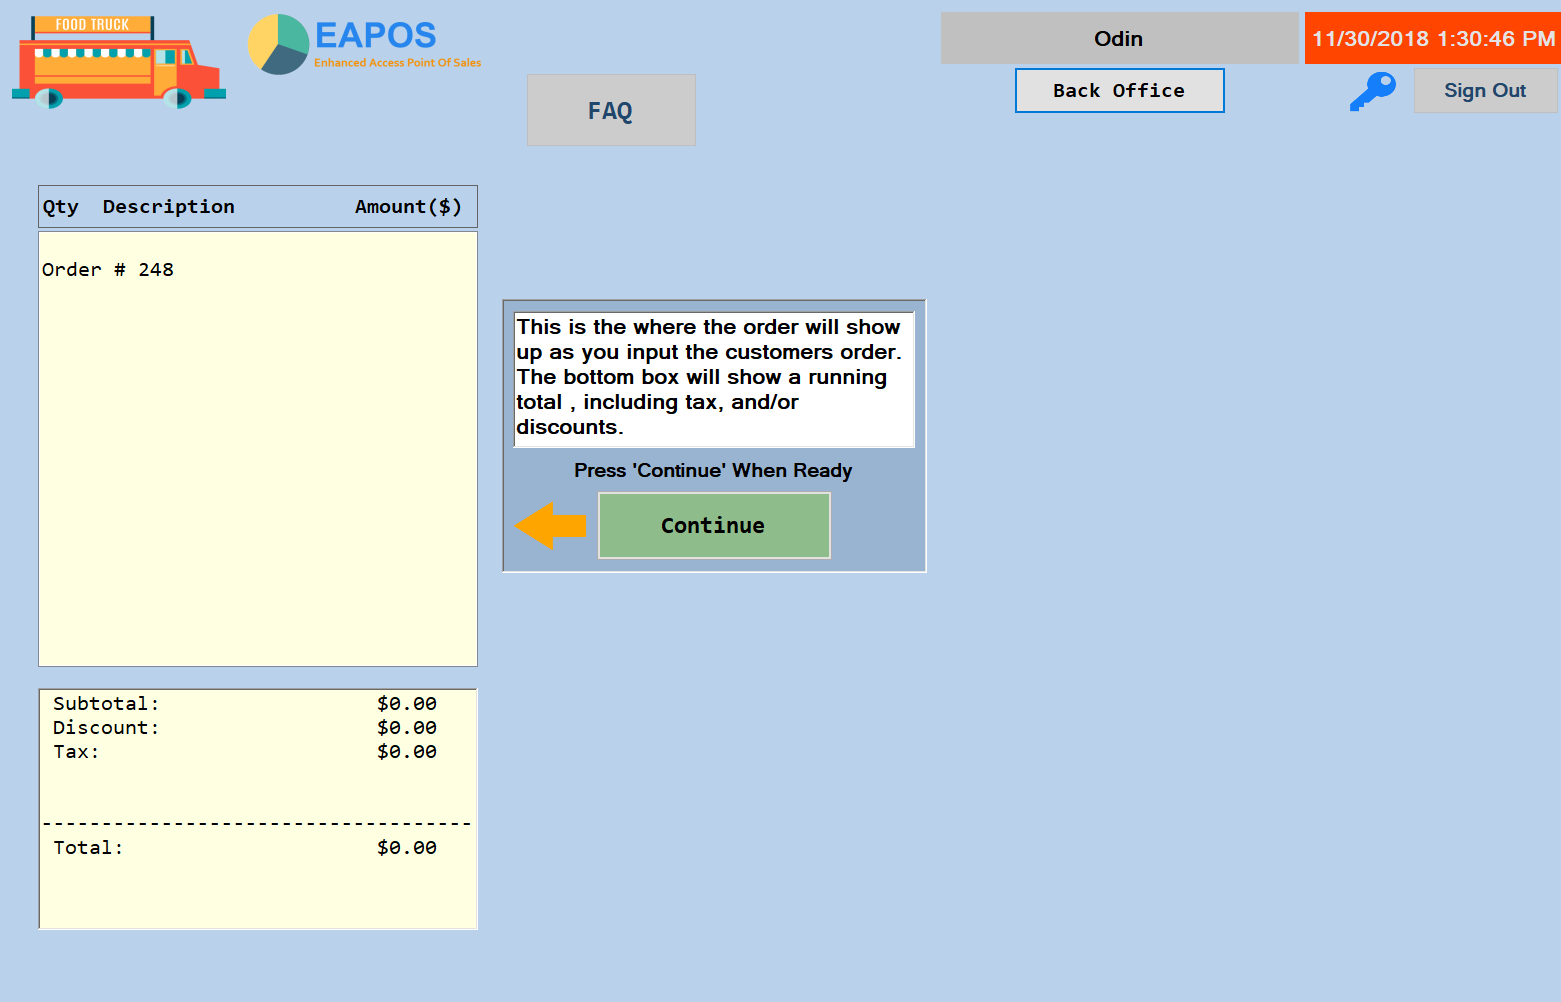 FOOD TRUCK
EAPOS
Enhanced Access Point Of Sales
FAQ
Odin
11/30/2018 1:30:46 PM
Back Office
Sign Out
Qty Description Amount($)
Order # 248
This is the where the order will show
up as you input the customers order.
The bottom box will show a running
total , including tax, and/or
discounts.
Press 'Continue' When Ready
Continue
Subtotal: $0.00
Discount: $0.00
Tax: $0.00
------------------------------------
Total: $0.00